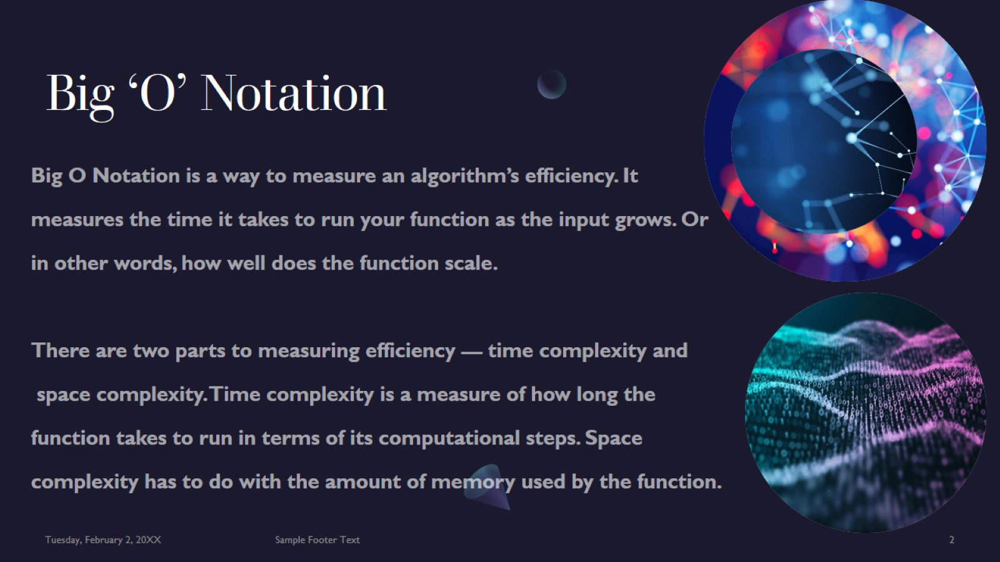 Big ‘O’ Notation
Big O Notation is a way to measure an algorithm’s efficiency. It
measures the time it takes to run your function as the input grows. Or
in other words, how well does the function scale.
There are two parts to measuring efficiency — time complexity and
space complexity. Time complexity is a measure of how long the
function takes to run in terms of its computational steps. Space
complexity has to do with the amount of memory used by the function.
Tuesday, February 2, 20XX
Sample Footer Text
2